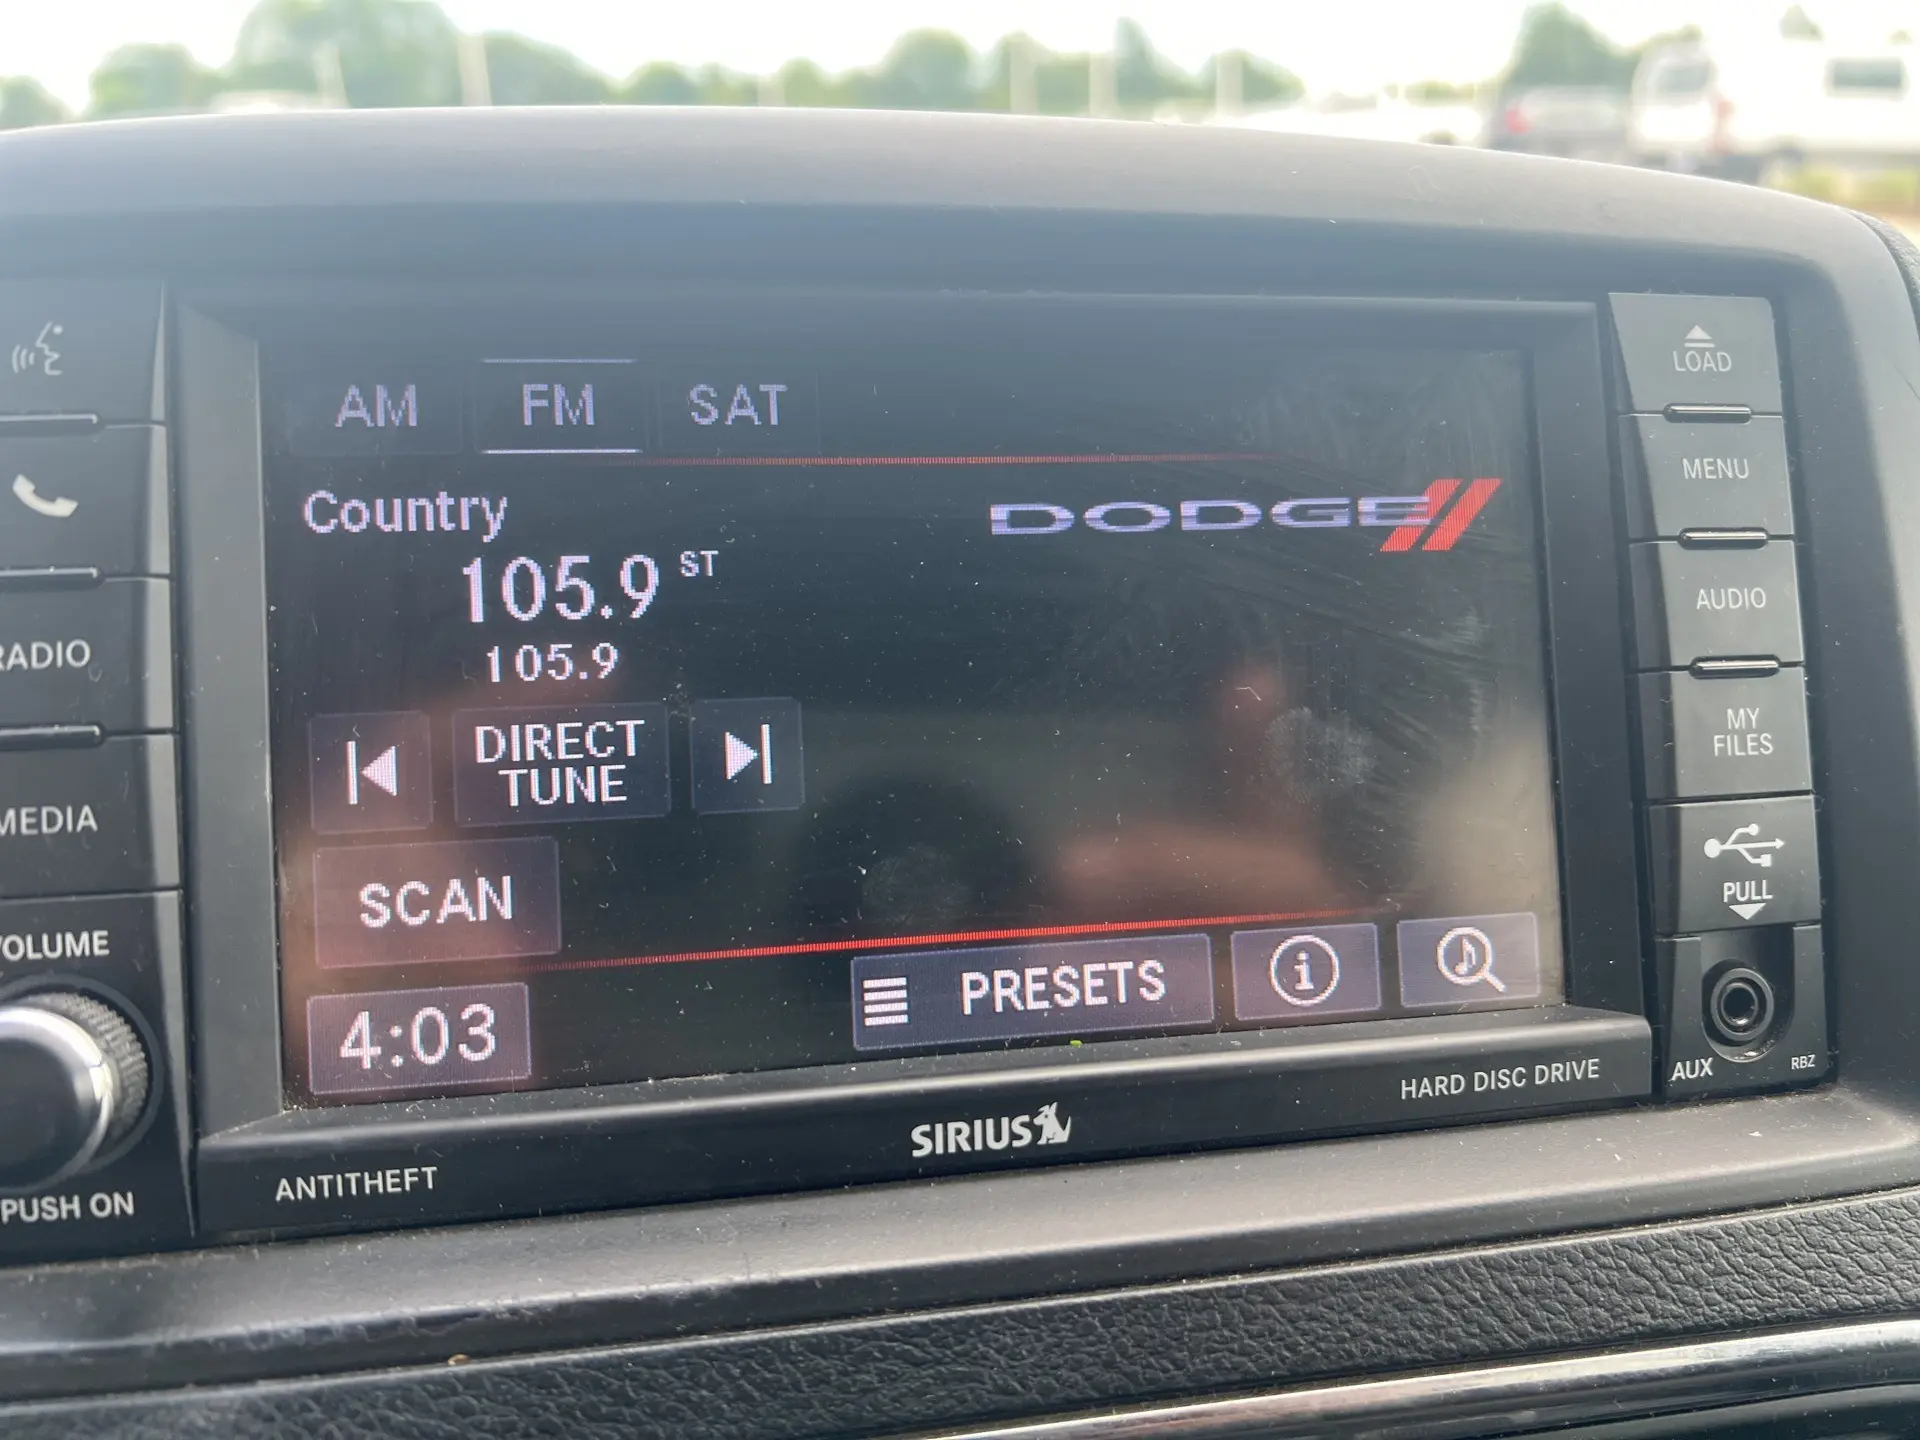 AM FM SAT
Country
DODGE
105.9 ST
105.9
DIRECT
TUNE
SCAN
4:03
PRESETS
i
RADIO
MEDIA
VOLUME
PUSH ON
LOAD
MENU
AUDIO
MY
FILES
PULL
AUX
RBZ
HARD DISC DRIVE
SIRIUS
ANTITHEFT